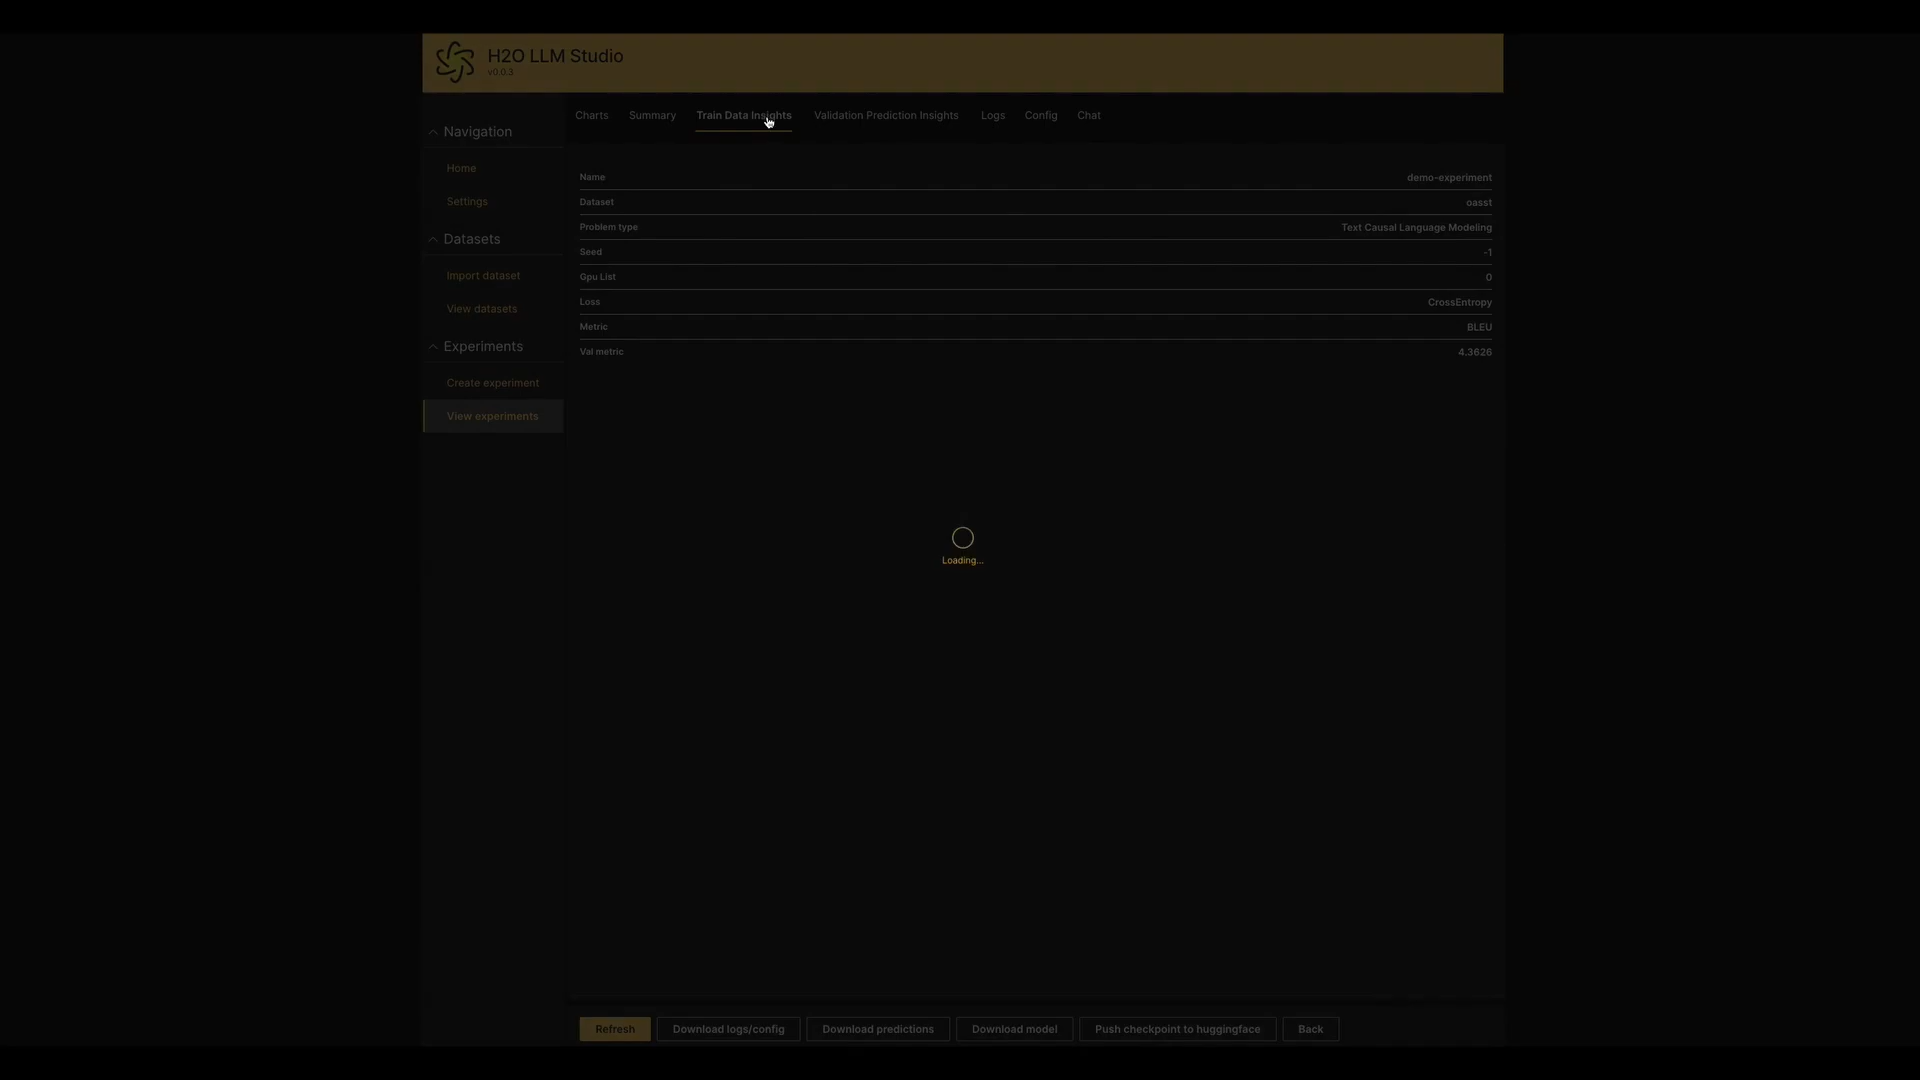 H2O LLM Studio
v0.0.3
Navigation
Home
Settings
Datasets
Import dataset
View datasets
Experiments
Create experiment
View experiments
Charts Summary Train Data Insights Validation Prediction Insights Logs Config Chat
Name demo-experiment
Dataset oasst
Problem type Text Causal Language Modeling
Seed -1
Gpu List 0
Loss CrossEntropy
Metric BLEU
Val metric 4.3626
Loading...
Refresh Download logs/config Download predictions Download model Push checkpoint to huggingface Back